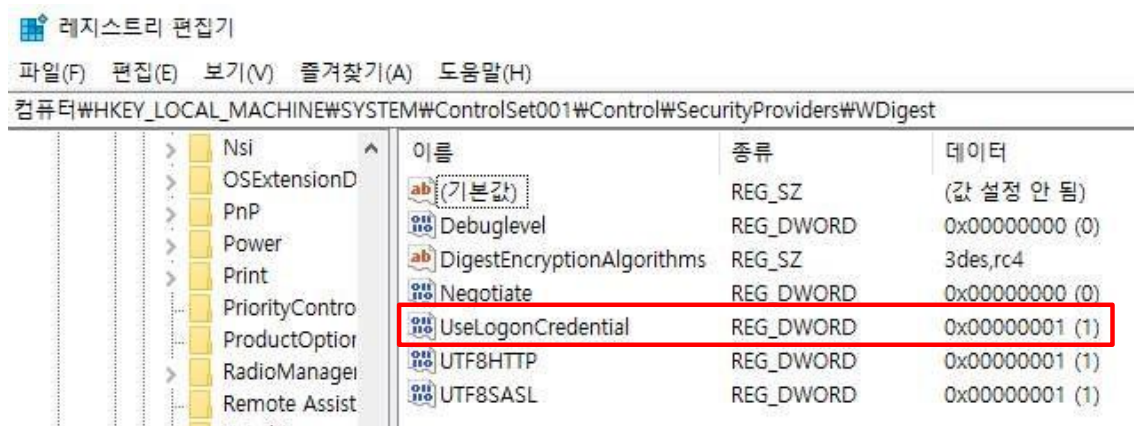 레지스트리 편집기
파일(F) 편집(E) 보기(V) 즐겨찾기(A) 도움말(H)
컴퓨터₩HKEY_LOCAL_MACHINE₩SYSTEM₩ControlSet001₩Control₩SecurityProviders₩WDigest
Nsi
OSExtensionD
PnP
Power
Print
PriorityContro
ProductOption
RadioManager
Remote Assist
이름 종류 데이터
(기본값) REG_SZ (값 설정 안 됨)
Debuglevel REG_DWORD 0x00000000 (0)
DigestEncryptionAlgorithms REG_SZ 3des,rc4
Negotiate REG_DWORD 0x00000000 (0)
UseLogonCredential REG_DWORD 0x00000001 (1)
UTF8HTTP REG_DWORD 0x00000001 (1)
UTF8SASL REG_DWORD 0x00000001 (1)